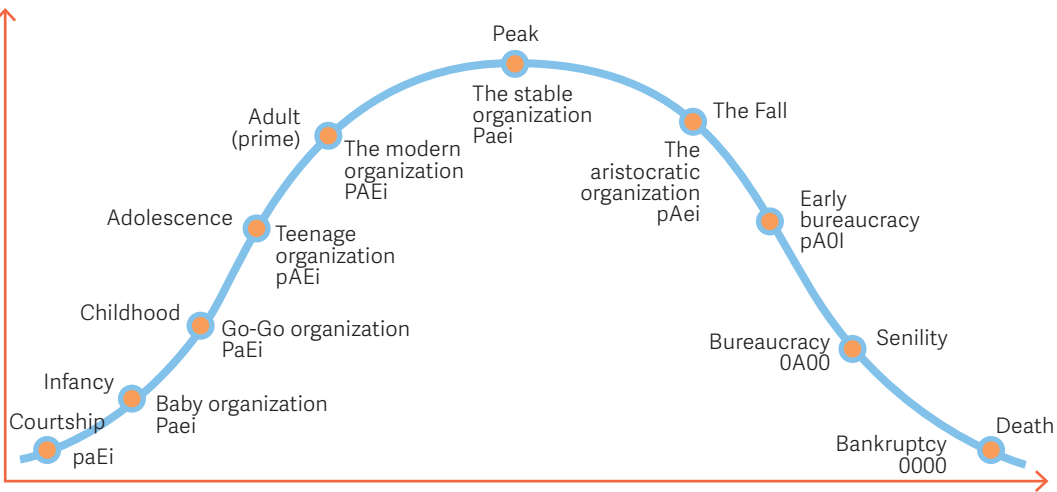 Peak
The stable
organization
Paei
Adult
(prime)
The modern
organization
PAEi
The Fall
The
aristocratic
organization
pAei
Adolescence
Teenage
organization
pAEi
Early
bureaucracy
pA0I
Childhood
Go-Go organization
PaEi
Bureaucracy
0A00
Senility
Infancy
Baby organization
Paei
Courtship
paEi
Death
Bankruptcy
0000